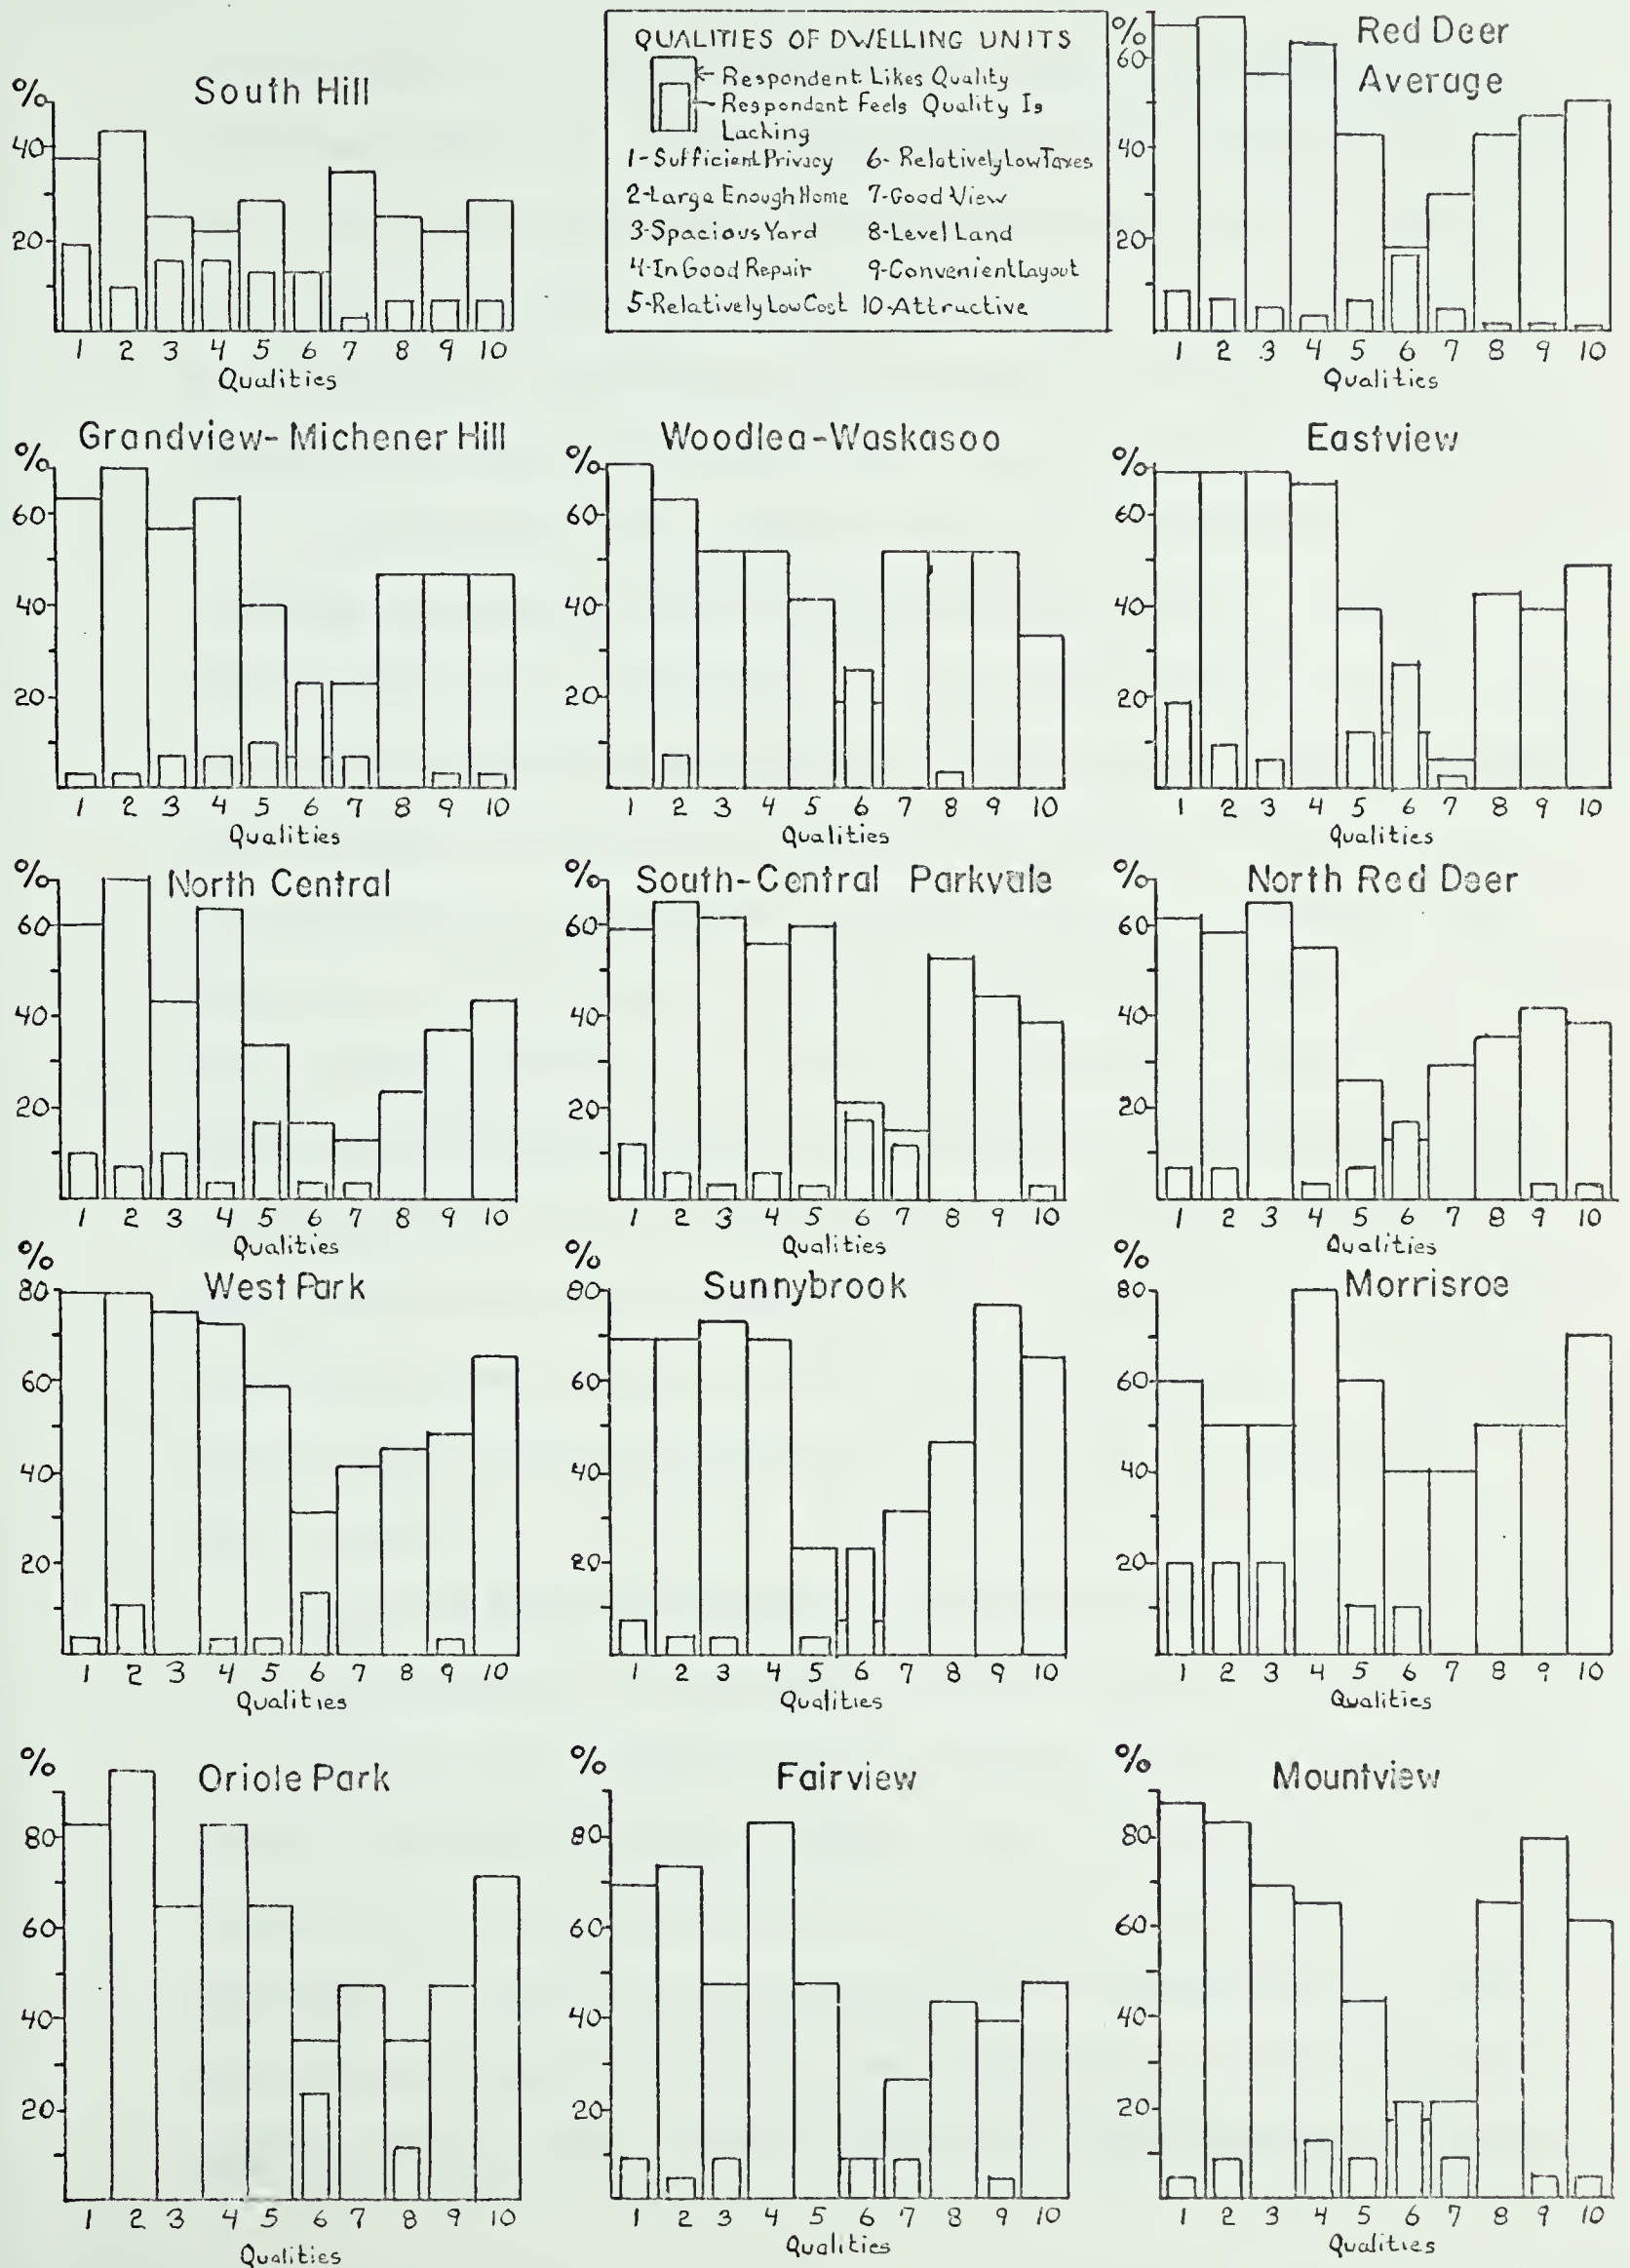 South Hill
%
40
20
1 2 3 4 5 6 7 8 9 10
Qualities
QUALITIES OF DWELLING UNITS
Respondent Likes Quality
Respondent Feels Quality Is
Lacking
1-Sufficient Privacy 6-Relatively Low Taxes
2-Large Enough Home 7-Good View
3-Spacious Yard 8-Level Land
4-In Good Repair 9-Convenient Layout
5-Relatively Low Cost 10-Attractive
Red Deer
Average
%
60
40
20
1 2 3 4 5 6 7 8 9 10
Qualities
Grandview-Michener Hill
%
60
40
20
1 2 3 4 5 6 7 8 9 10
Qualities
Woodlea-Waskasoo
%
60
40
20
1 2 3 4 5 6 7 8 9 10
Qualities
Eastview
%
60
40
20
1 2 3 4 5 6 7 8 9 10
Qualities
North Central
%
60
40
20
1 2 3 4 5 6 7 8 9 10
Qualities
South-Central Parkvale
%
60
40
20
1 2 3 4 5 6 7 8 9 10
Qualities
North Red Deer
%
60
40
20
1 2 3 4 5 6 7 8 9 10
Qualities
West Park
%
80
60
40
20
1 2 3 4 5 6 7 8 9 10
Qualities
Sunnybrook
%
80
60
40
20
1 2 3 4 5 6 7 8 9 10
Qualities
Morrisroe
%
80
60
40
20
1 2 3 4 5 6 7 8 9 10
Qualities
Oriole Park
%
80
60
40
20
1 2 3 4 5 6 7 8 9 10
Qualities
Fairview
%
80
60
40
20
1 2 3 4 5 6 7 8 9 10
Qualities
Mountview
%
80
60
40
20
1 2 3 4 5 6 7 8 9 10
Qualities